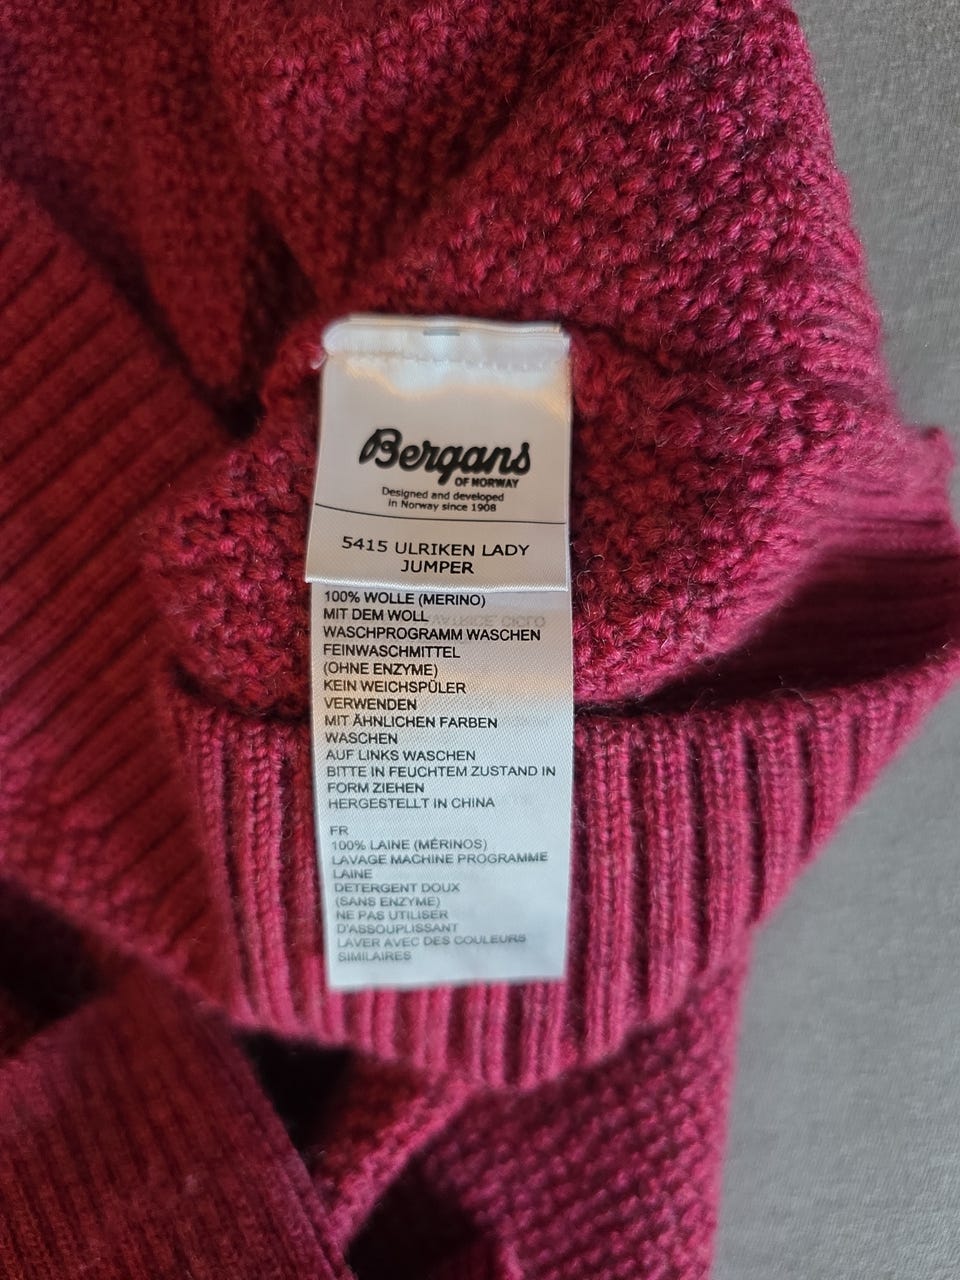 Bergans
OF NORWAY
Designed and developed
in Norway since 1908
5415 ULRIKEN LADY
JUMPER
100% WOLLE (MERINO)
MIT DEM WOLL
WASCHPROGRAMM WASCHEN
FEINWASCHMITTEL
(OHNE ENZYME)
KEIN WEICHSPÜLER
VERWENDEN
MIT ÄHNLICHEN FARBEN
WASCHEN
AUF LINKS WASCHEN
BITTE IN FEUCHTEM ZUSTAND IN
FORM ZIEHEN
HERGESTELLT IN CHINA
FR
100% LAINE (MÉRINOS)
LAVAGE MACHINE PROGRAMME
LAINE
DETERGENT DOUX
(SANS ENZYME)
NE PAS UTILISER
D'ASSOUPLISSANT
LAVER AVEC DES COULEURS
SIMILAIRES